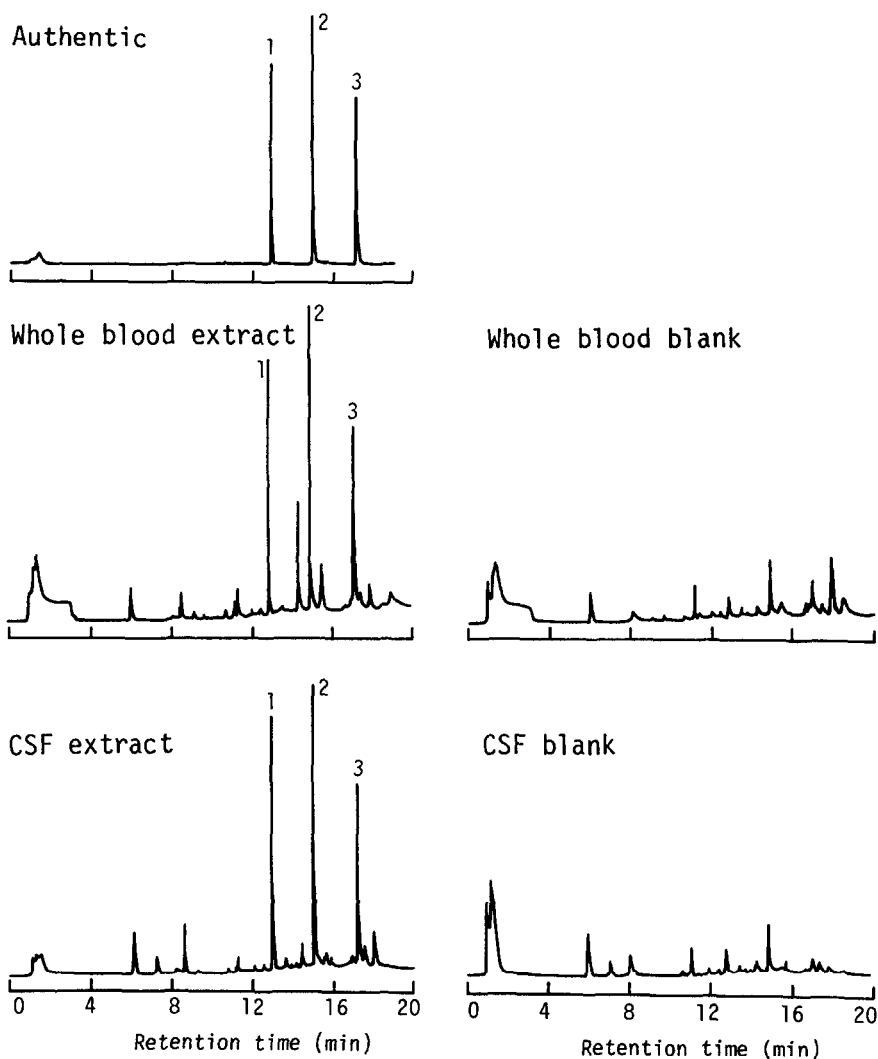 Authentic
1
2
3
Whole blood extract
1
2
3
Whole blood blank
CSF extract
1
2
3
CSF blank
0 4 8 12 16 20
Retention time (min)
0 4 8 12 16 20
Retention time (min)